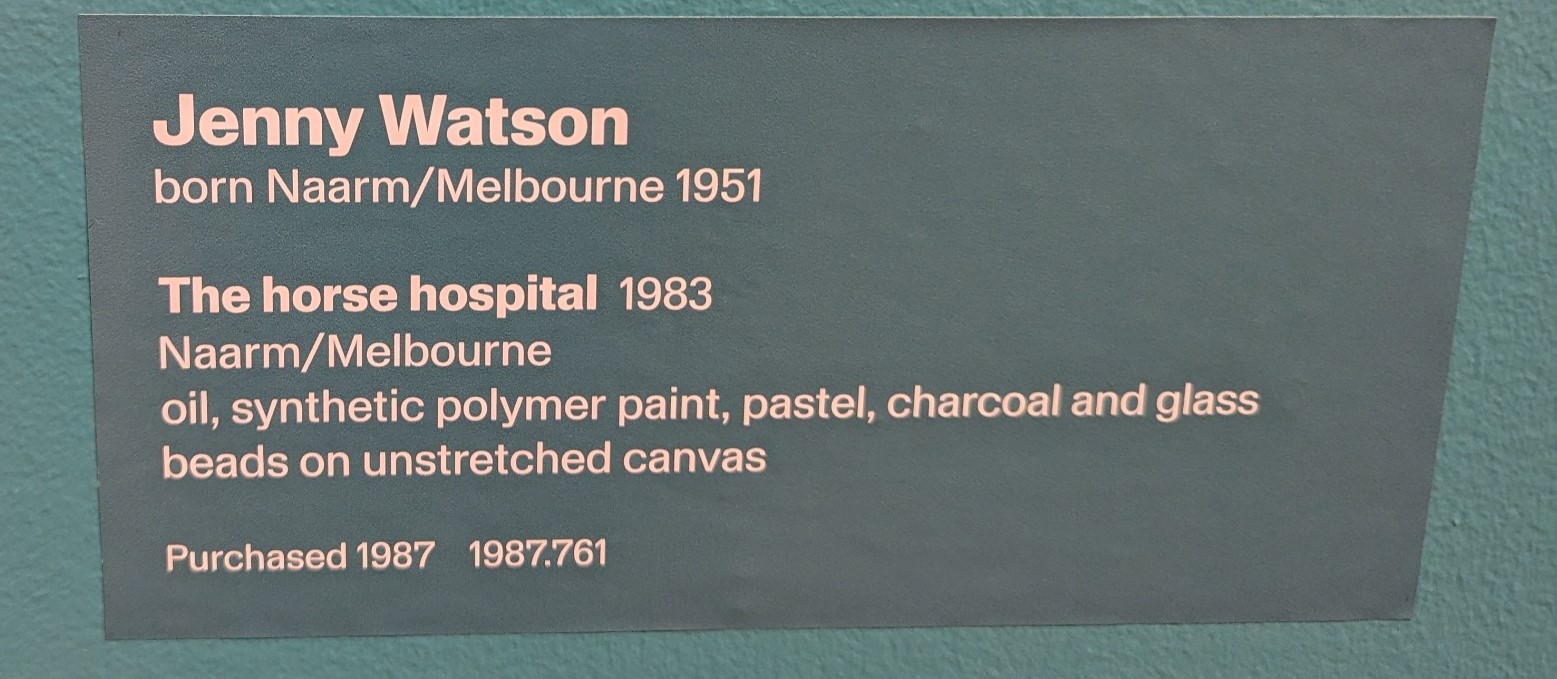 Jenny Watson
born Naarm/Melbourne 1951
The horse hospital 1983
Naarm/Melbourne
oil, synthetic polymer paint, pastel, charcoal and glass
beads on unstretched canvas
Purchased 1987 1987.761